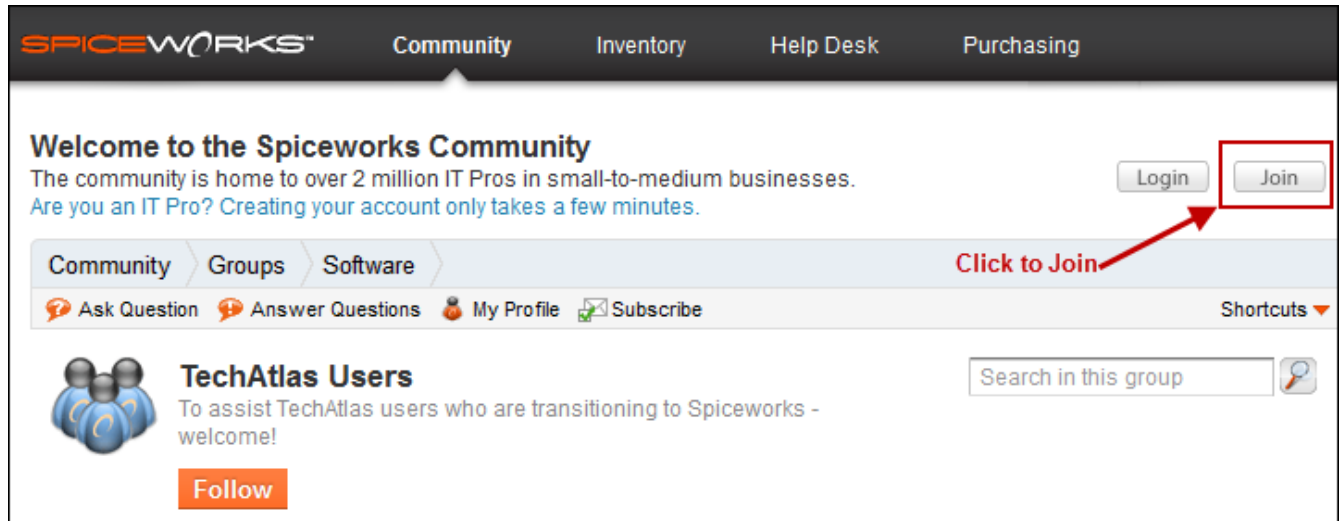 SPICEWORKS™ Community Inventory Help Desk Purchasing
Welcome to the Spiceworks Community
The community is home to over 2 million IT Pros in small-to-medium businesses.
Are you an IT Pro? Creating your account only takes a few minutes.
Login Join
Community Groups Software
Click to Join
Ask Question Answer Questions My Profile Subscribe Shortcuts
TechAtlas Users
To assist TechAtlas users who are transitioning to Spiceworks -
welcome!
Search in this group
Follow